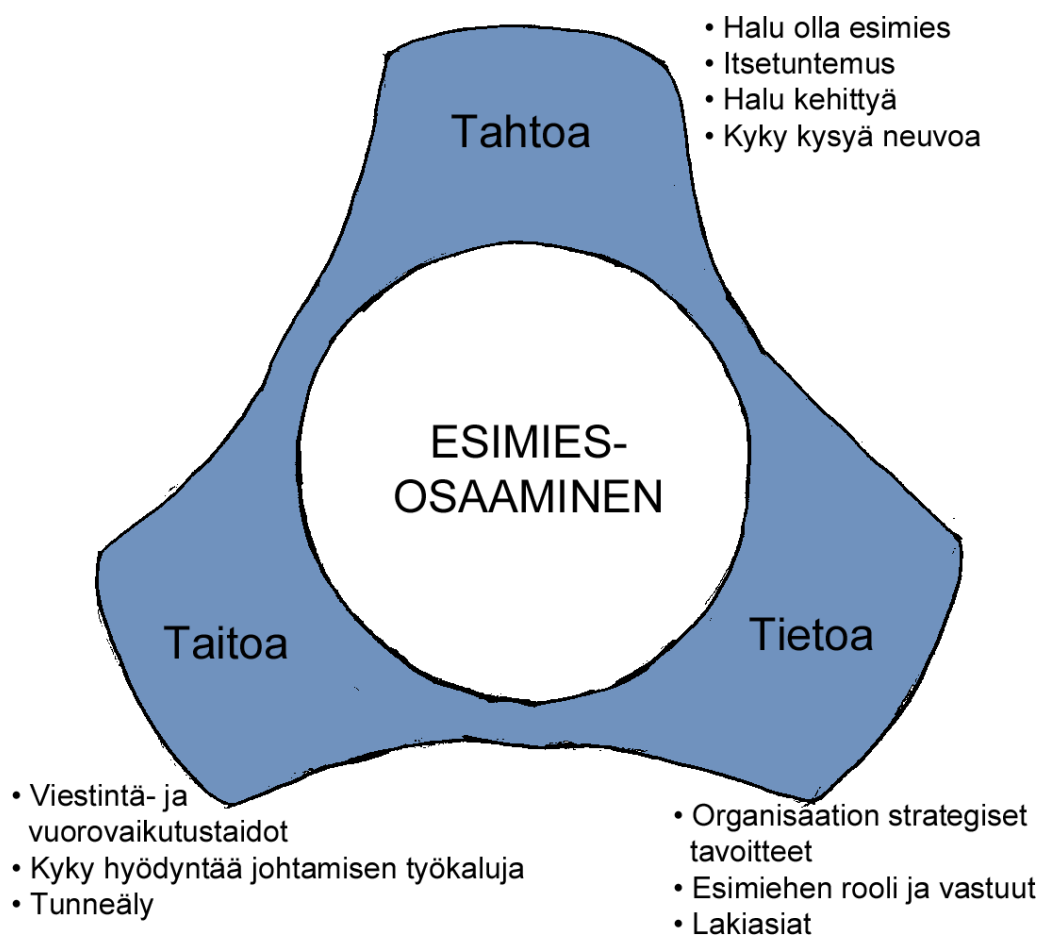 • Halu olla esimies
• Itsetuntemus
• Halu kehittyä
• Kyky kysyä neuvoa
Tahtoa
ESIMIES-
OSAAMINEN
Taitoa
Tietoa
• Viestintä- ja
vuorovaikutustaidot
• Kyky hyödyntää johtamisen työkaluja
• Tunneäly
• Organisaation strategiset
tavoitteet
• Esimiehen rooli ja vastuut
• Lakiasiat